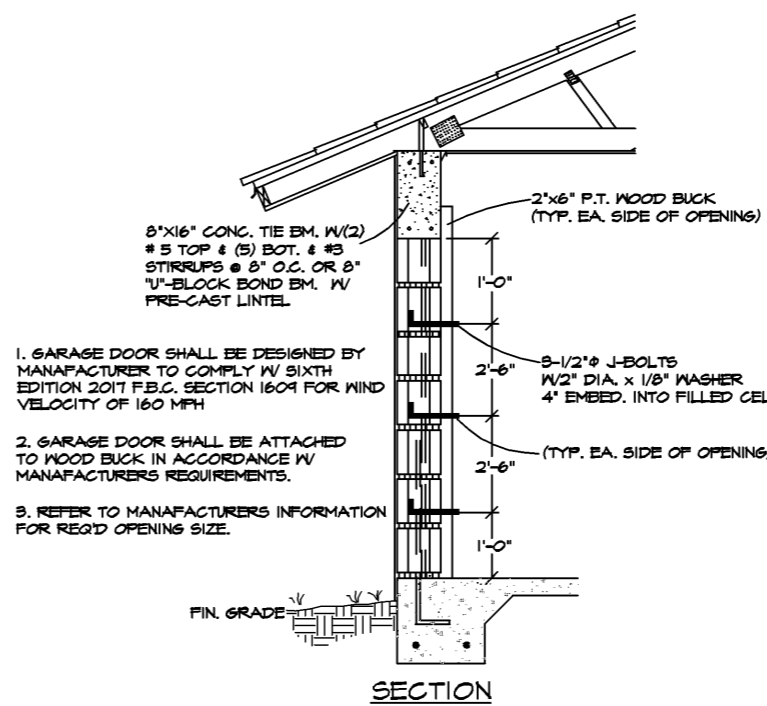 2"x6" P.T. WOOD BUCK
(TYP. EA. SIDE OF OPENING)
8"X16" CONC. TIE BM. W/(2)
# 5 TOP & (5) BOT. & #3
STIRRUPS @ 8" O.C. OR 8"
"U"-BLOCK BOND BM. W/
PRE-CAST LINTEL
1'-0"
1. GARAGE DOOR SHALL BE DESIGNED BY
MANAFACTURER TO COMPLY W/ SIXTH
EDITION 2017 F.B.C. SECTION 1609 FOR WIND
VELOCITY OF 160 MPH
2'-6"
3-1/2"Φ J-BOLTS
W/2" DIA. x 1/8" WASHER
4" EMBED. INTO FILLED CEL
2. GARAGE DOOR SHALL BE ATTACHED
TO WOOD BUCK IN ACCORDANCE W/
MANAFACTURERS REQUIREMENTS.
(TYP. EA. SIDE OF OPENING
2'-6"
3. REFER TO MANAFACTURERS INFORMATION
FOR REQ'D OPENING SIZE.
1'-0"
FIN. GRADE
SECTION